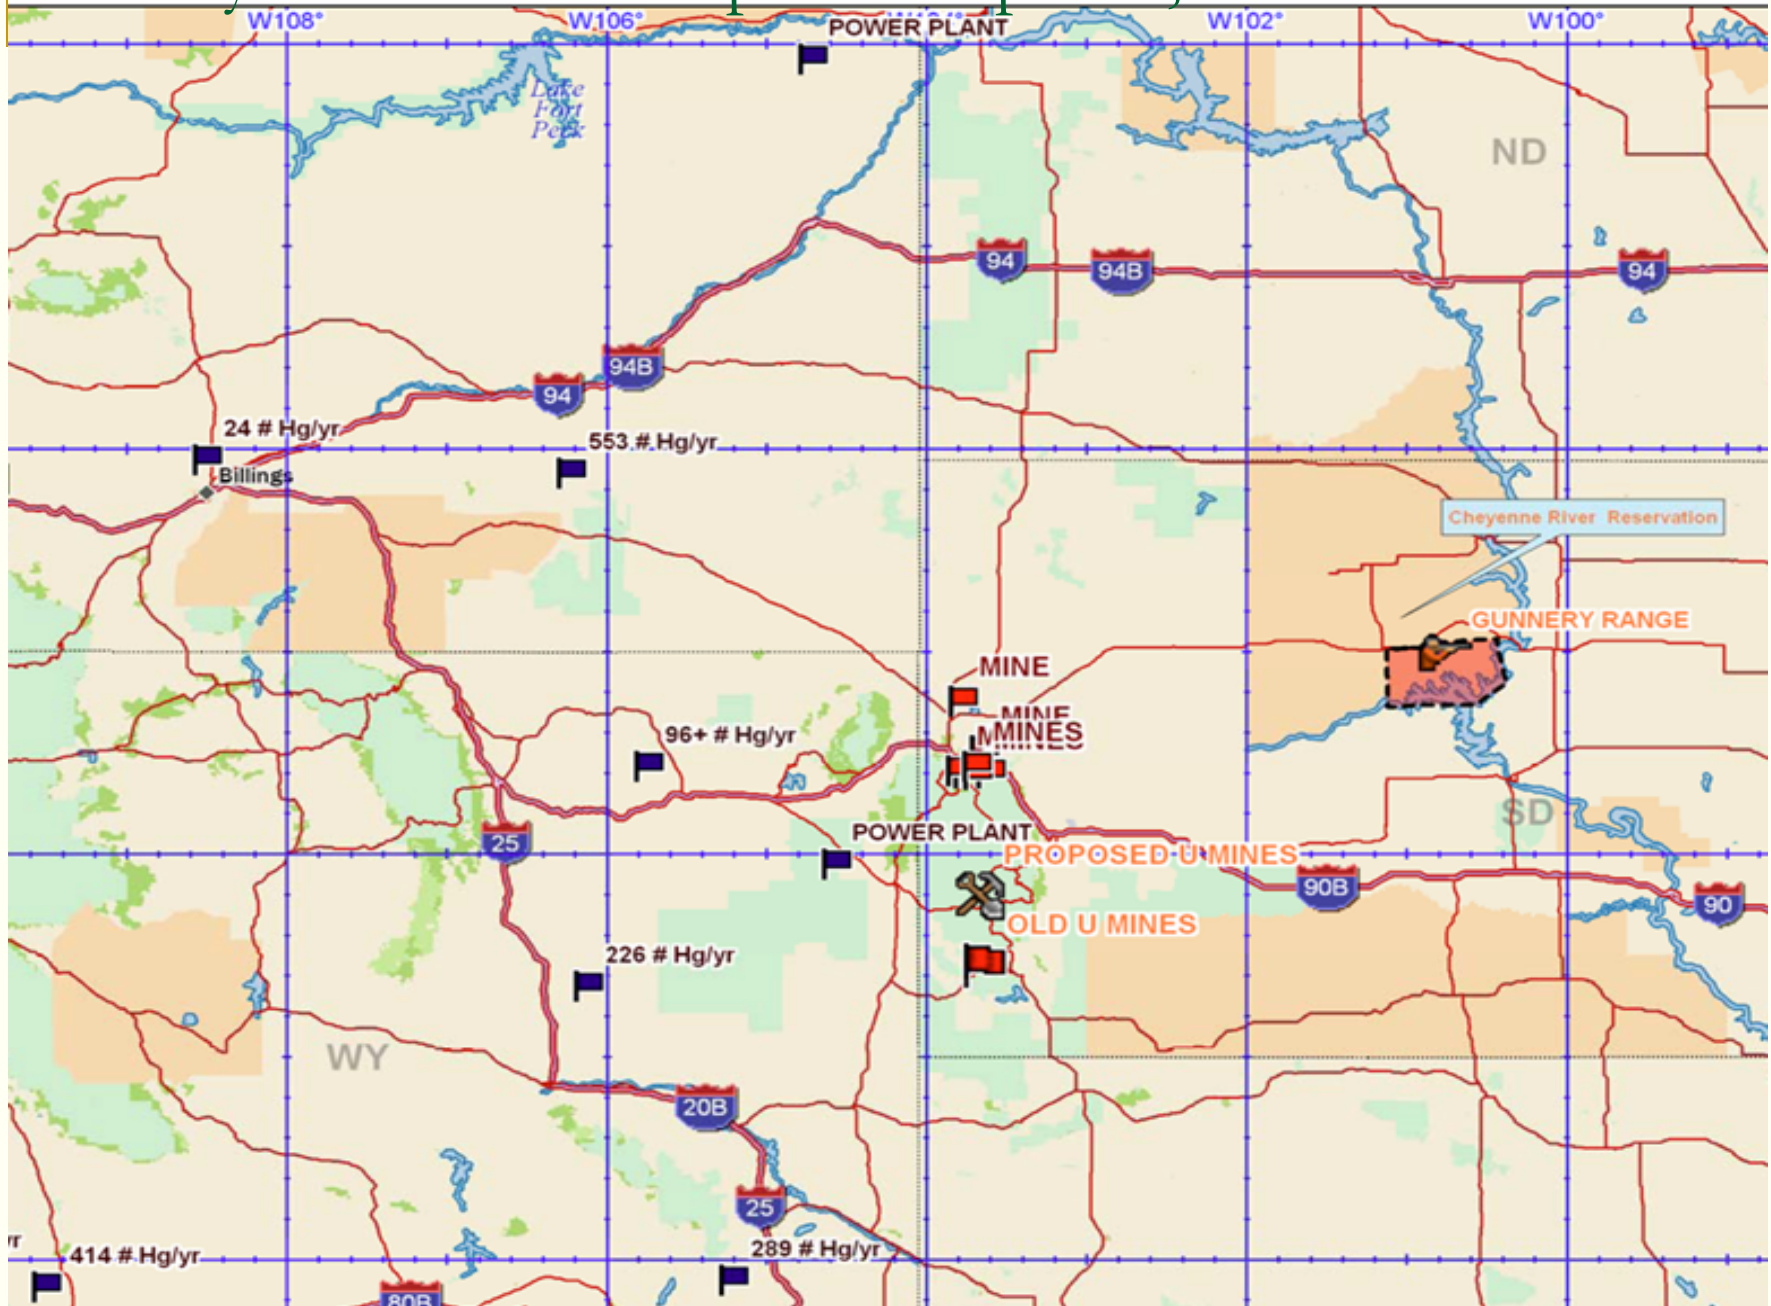 W108°
W106°
W102°
W100°
POWER PLANT
Lake
Fort
Peck
ND
94
94B
94
94B
94
24 # Hg/yr
553 # Hg/yr
Billings
Cheyenne River Reservation
GUNNERY RANGE
MINE
MINE
MINES
96+ # Hg/yr
SD
POWER PLANT
25
PROPOSED U MINES
90B
90
OLD U MINES
226 # Hg/yr
WY
20B
25
289 # Hg/yr
414 # Hg/yr
80B